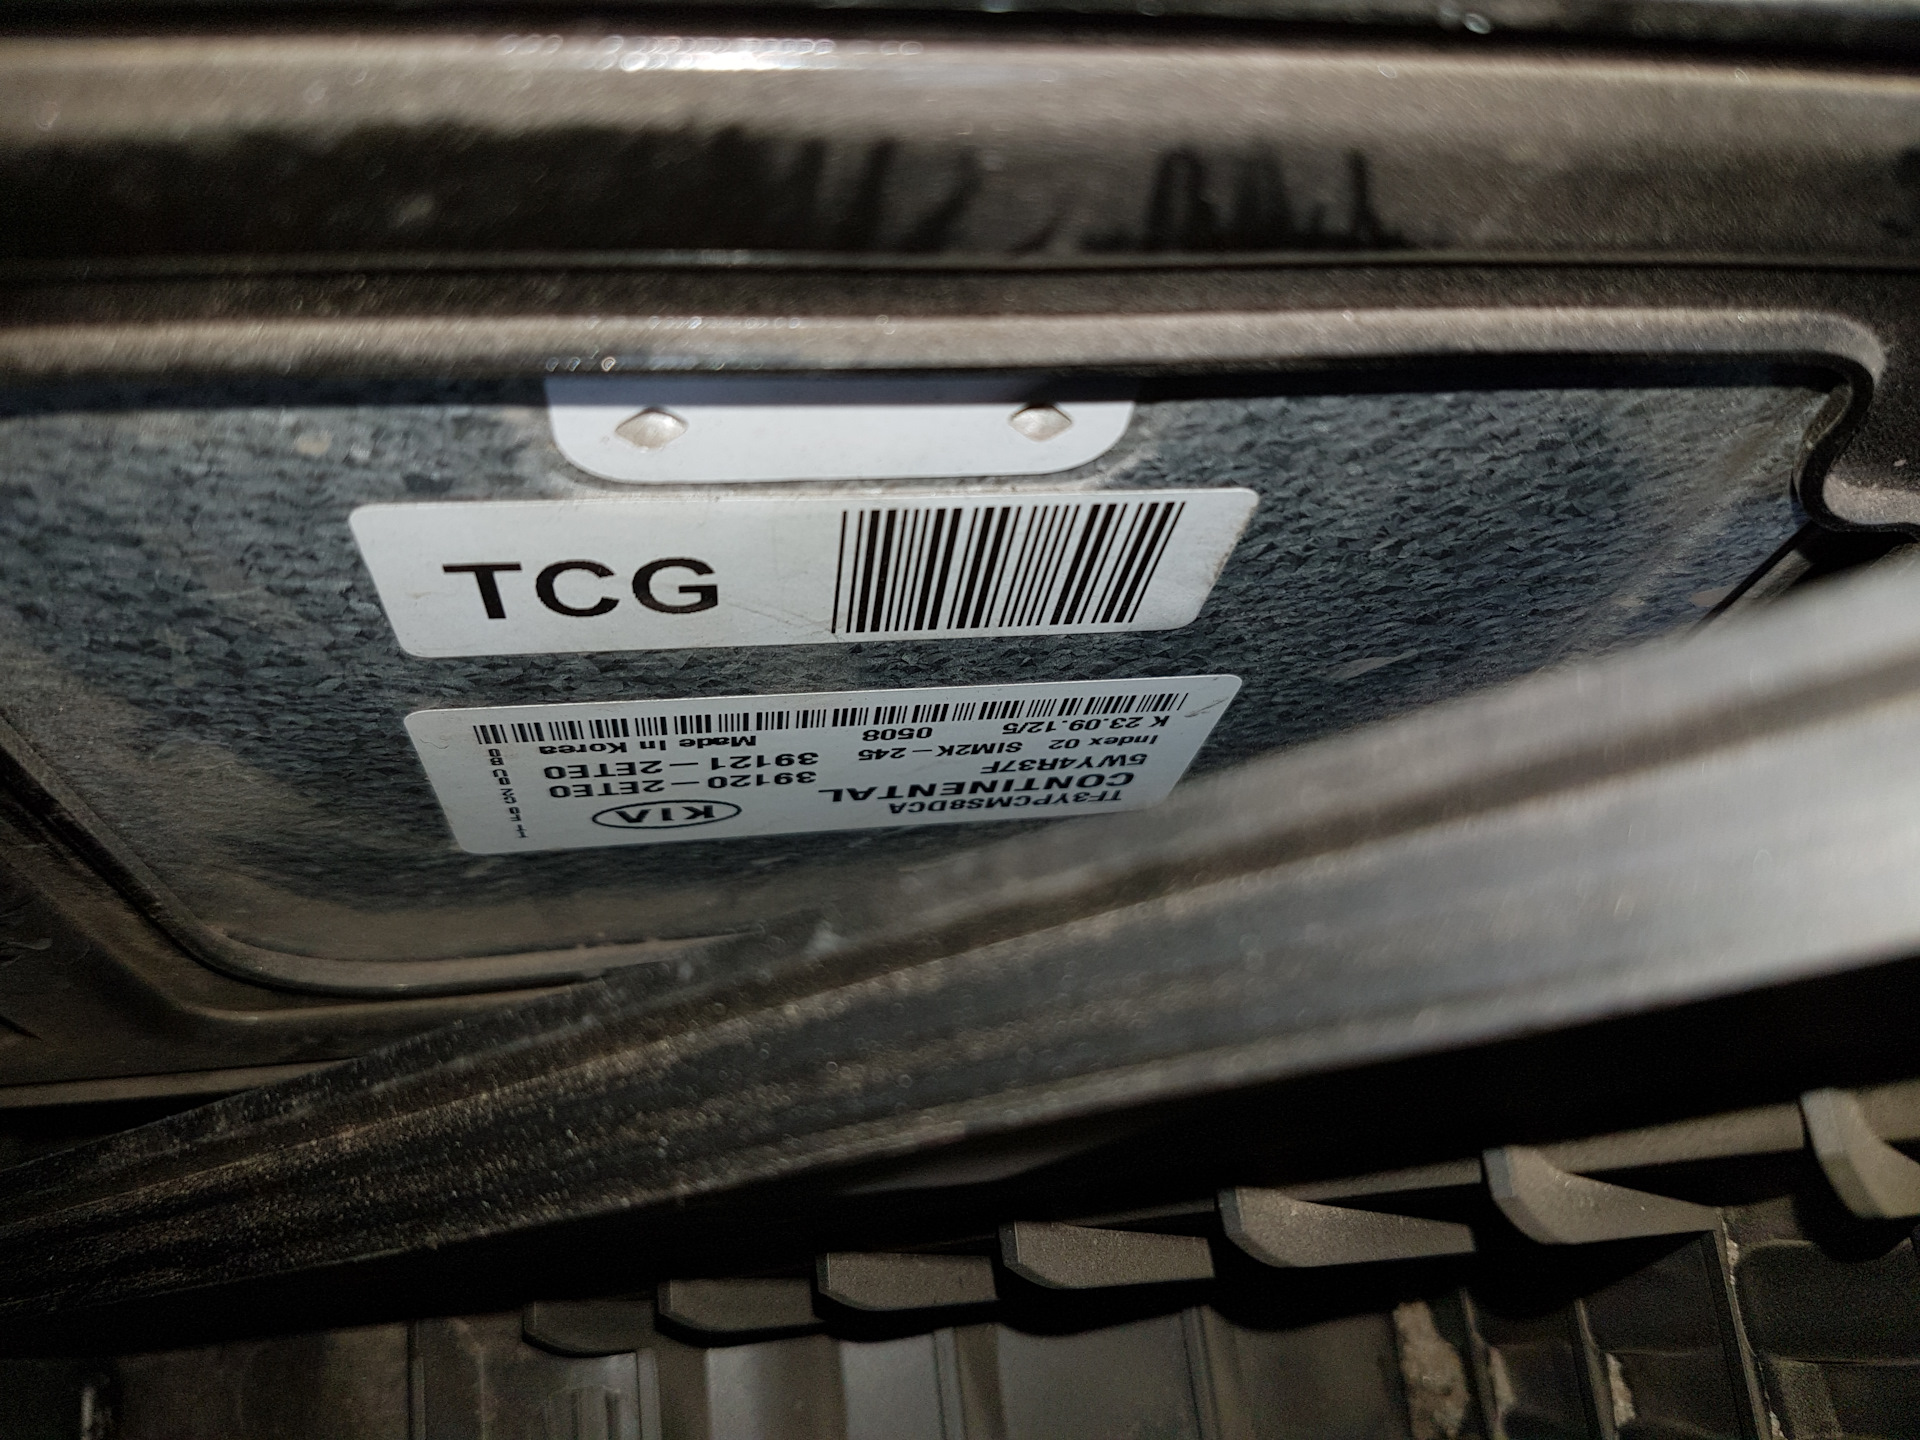 TCG
TF3YPCMS8DCA
CONTINENTAL
5WY4R37F
Index 02 SIM2K-245
K 23.09.12/5 0508
KIA
39120-2ETE0
39121-2ETE0
Made In Korea